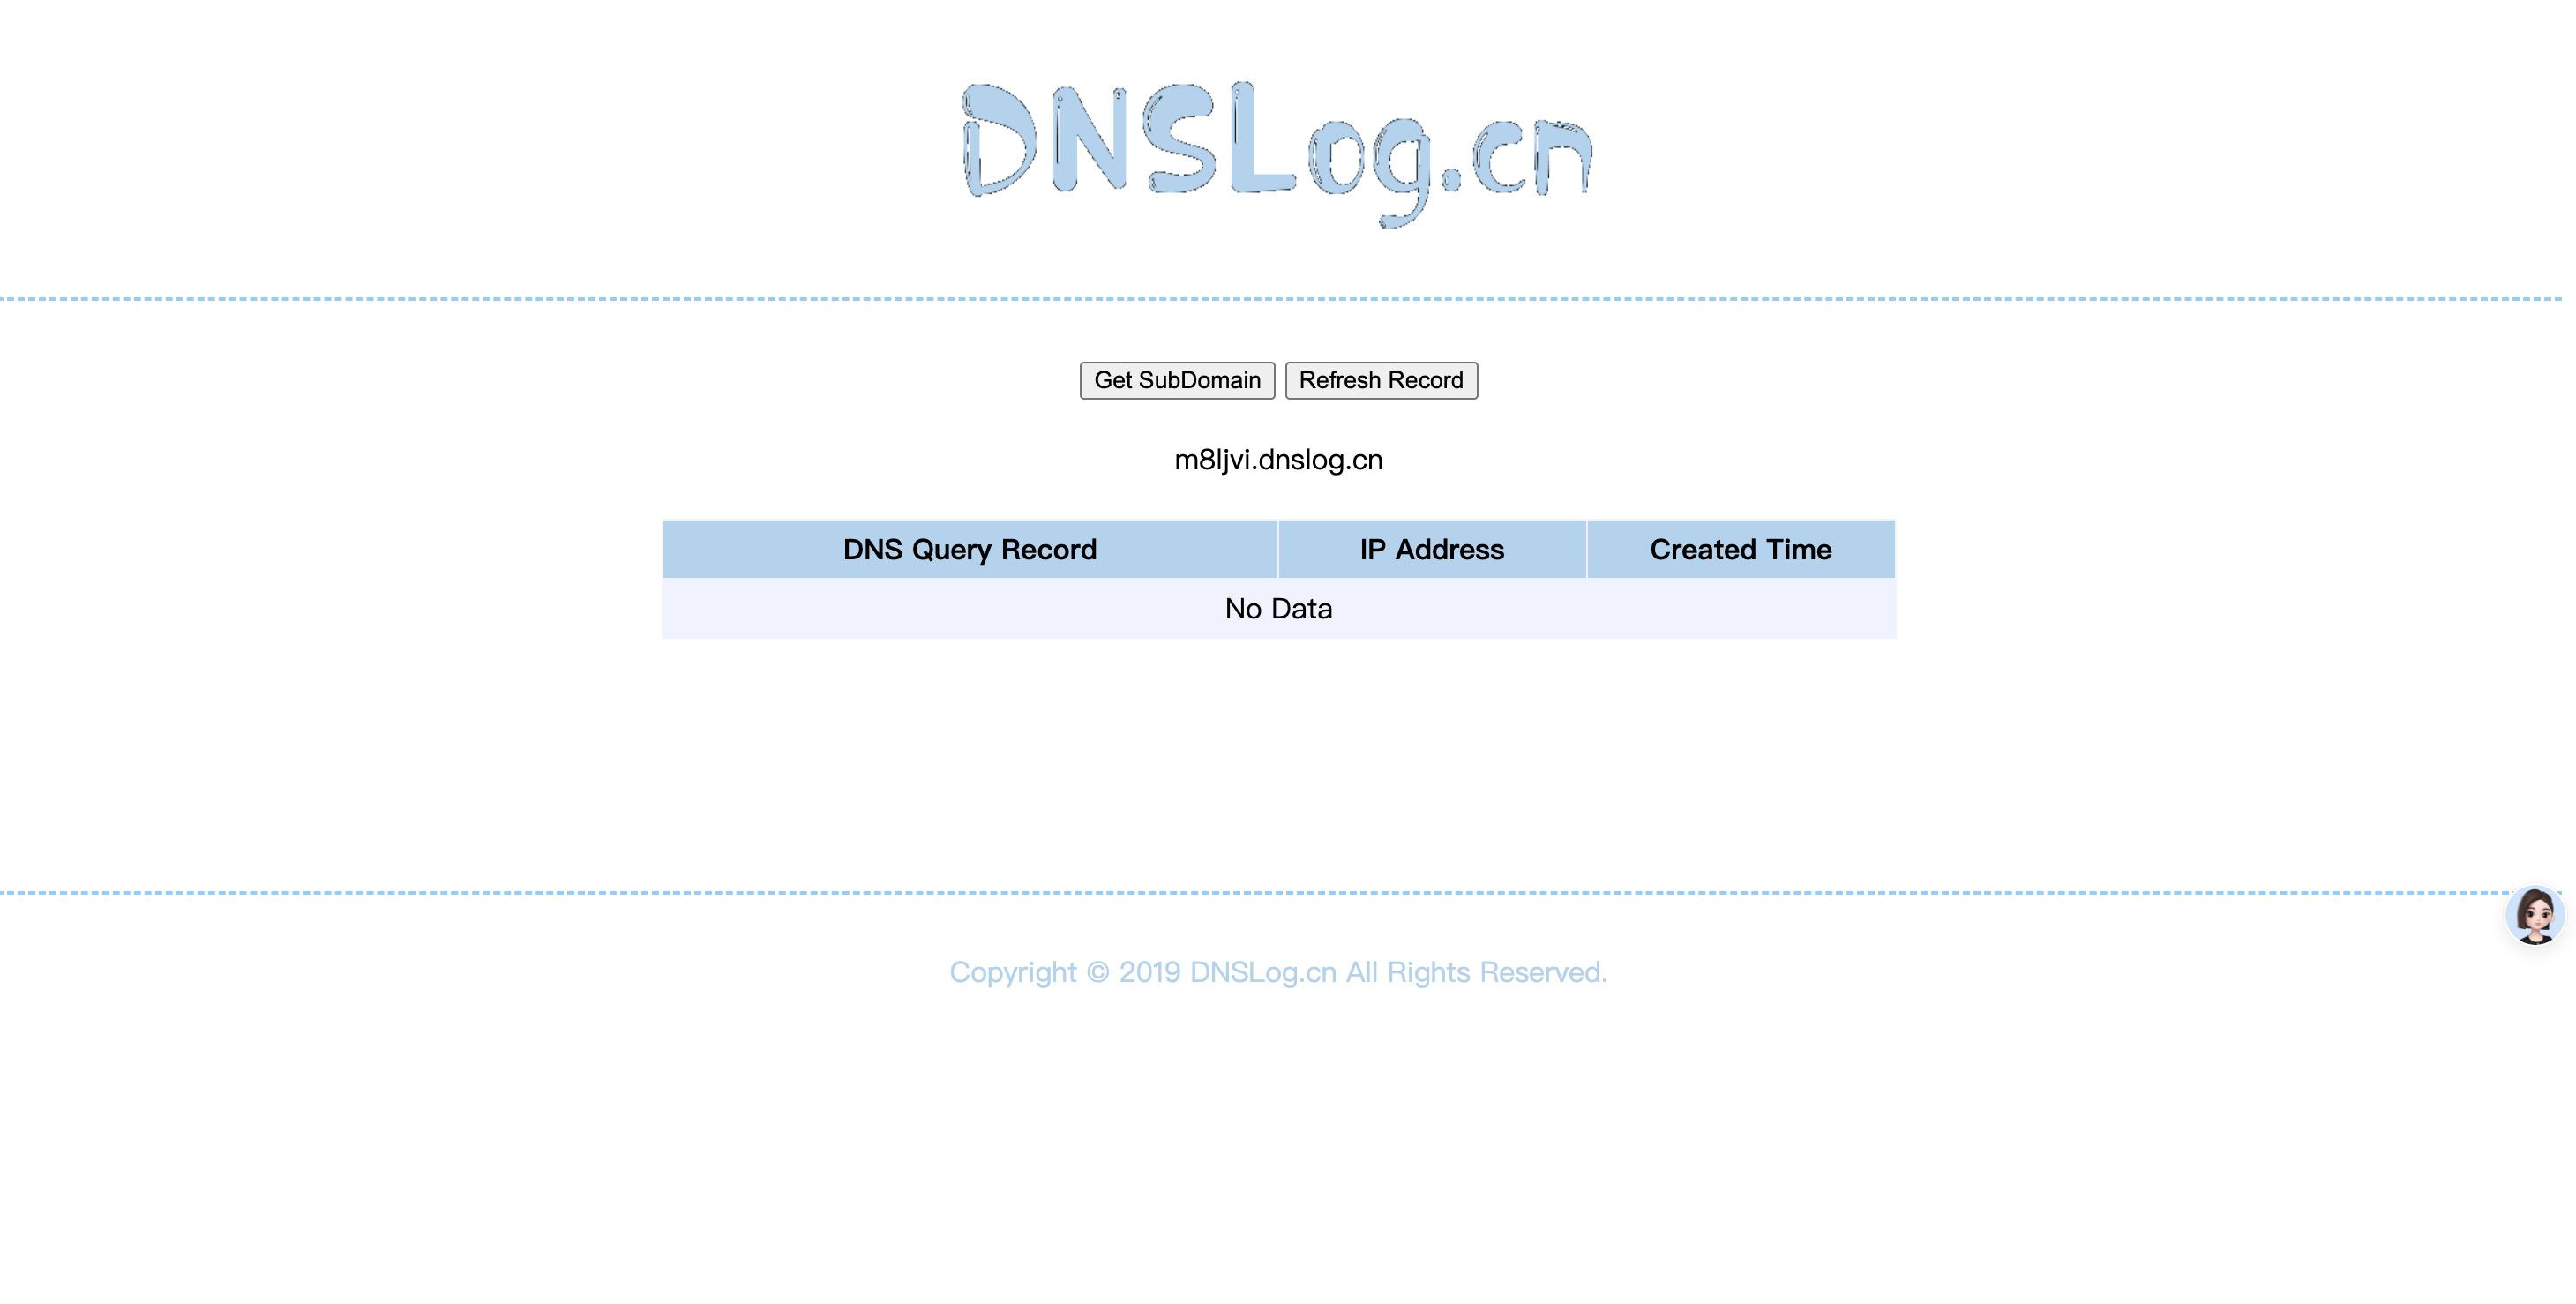 DNSLog.cn
Get SubDomain Refresh Record
m8ljvi.dnslog.cn
DNS Query Record IP Address Created Time
No Data
Copyright © 2019 DNSLog.cn All Rights Reserved.